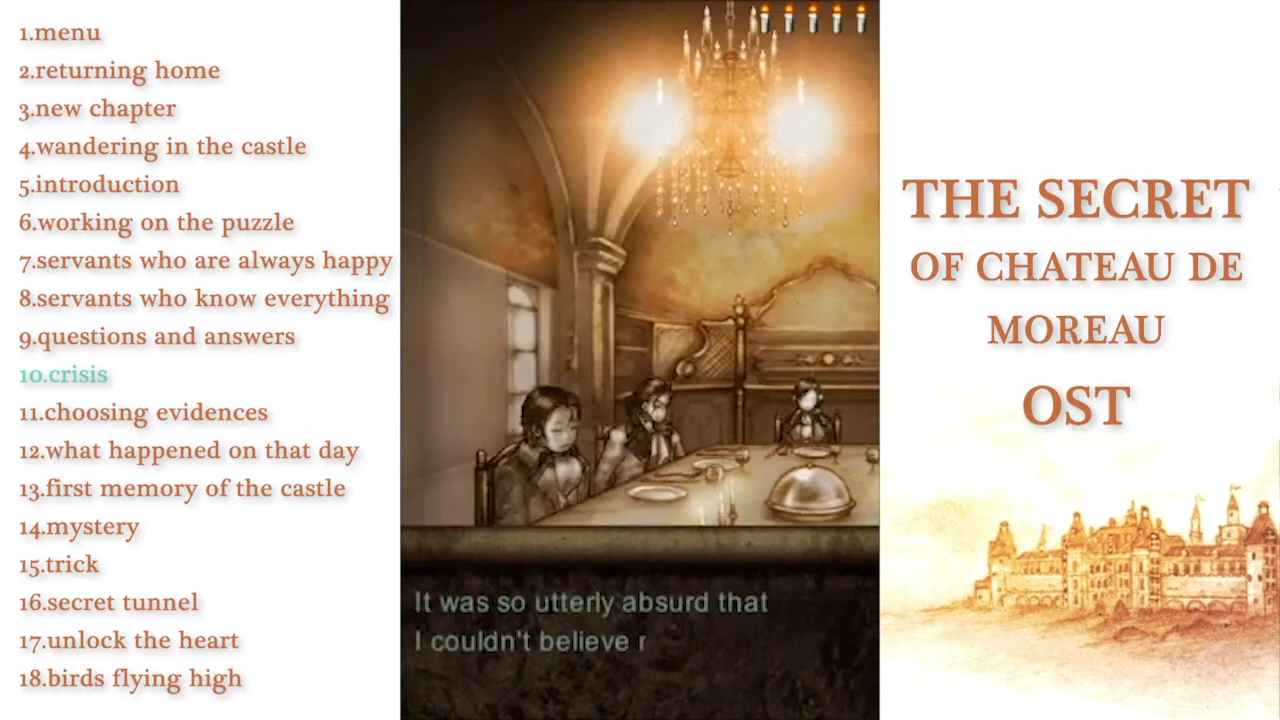 1.menu
2.returning home
3.new chapter
4.wandering in the castle
5.introduction
6.working on the puzzle
7.servants who are always happy
8.servants who know everything
9.questions and answers
10.crisis
11.choosing evidences
12.what happened on that day
13.first memory of the castle
14.mystery
15.trick
16.secret tunnel
17.unlock the heart
18.birds flying high
It was so utterly absurd that
I couldn't believe r
THE SECRET
OF CHATEAU DE
MOREAU
OST